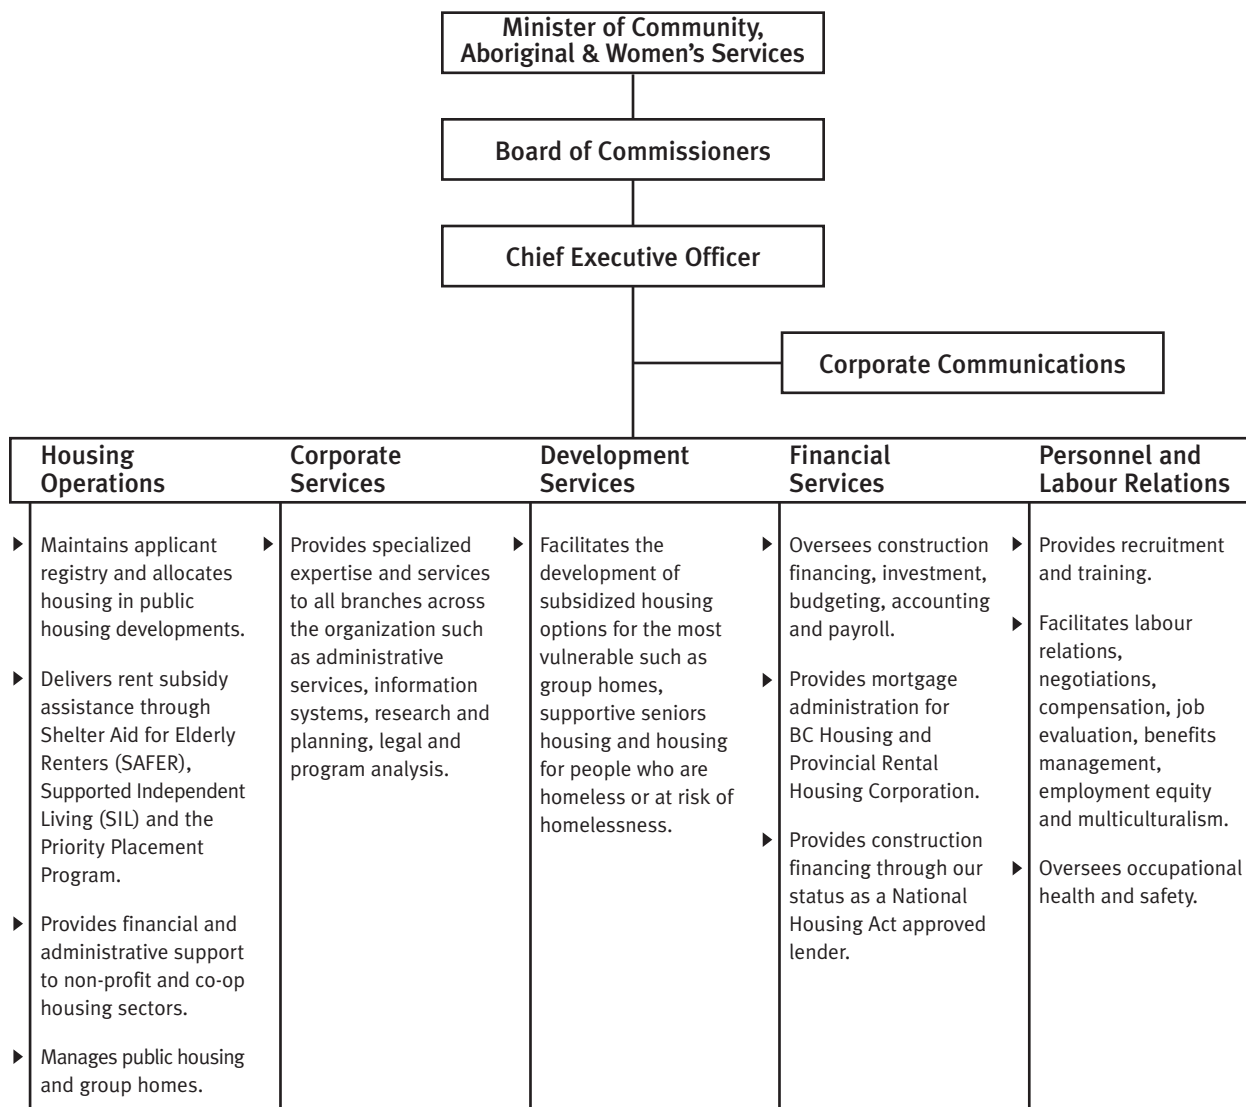 Minister of Community,
Aboriginal & Women's Services
Board of Commissioners
Chief Executive Officer
Corporate Communications
Housing
Operations
Maintains applicant
registry and allocates
housing in public
housing developments.
Delivers rent subsidy
assistance through
Shelter Aid for Elderly
Renters (SAFER),
Supported Independent
Living (SIL) and the
Priority Placement
Program.
Provides financial and
administrative support
to non-profit and co-op
housing sectors.
Manages public housing
and group homes.
Corporate
Services
Provides specialized
expertise and services
to all branches across
the organization such
as administrative
services, information
systems, research and
planning, legal and
program analysis.
Development
Services
Facilitates the
development of
subsidized housing
options for the most
vulnerable such as
group homes,
supportive seniors
housing and housing
for people who are
homeless or at risk of
homelessness.
Financial
Services
Oversees construction
financing, investment,
budgeting, accounting
and payroll.
Provides mortgage
administration for
BC Housing and
Provincial Rental
Housing Corporation.
Provides construction
financing through our
status as a National
Housing Act approved
lender.
Personnel and
Labour Relations
Provides recruitment
and training.
Facilitates labour
relations,
negotiations,
compensation, job
evaluation, benefits
management,
employment equity
and multiculturalism.
Oversees occupational
health and safety.